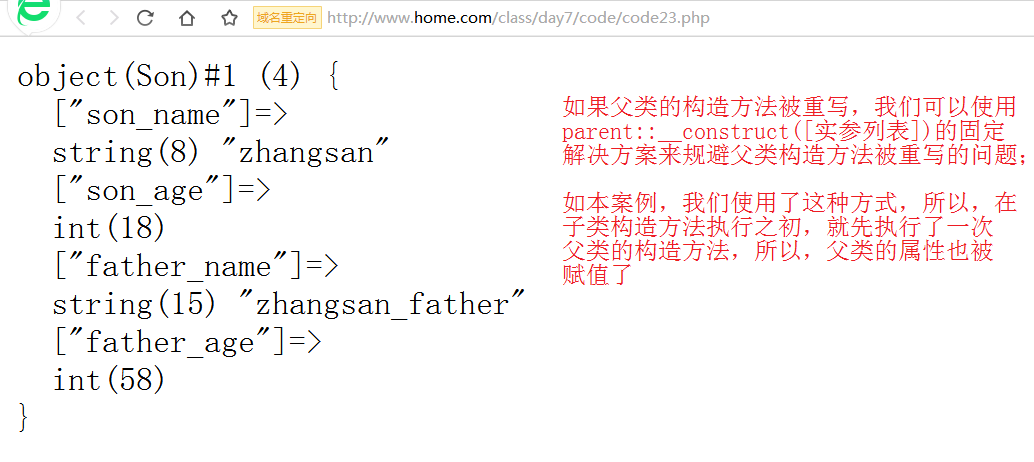 域名重定向 http://www.home.com/class/day7/code/code23.php
object(Son)#1 (4) {
["son_name"]=>
string(8) "zhangsan"
["son_age"]=>
int(18)
["father_name"]=>
string(15) "zhangsan_father"
["father_age"]=>
int(58)
}
如果父类的构造方法被重写，我们可以使用
parent::__construct([实参列表])的固定
解决方案来规避父类构造方法被重写的问题；
如本案例，我们使用了这种方式，所以，在
子类构造方法执行之初，就先执行了一次
父类的构造方法，所以，父类的属性也被
赋值了